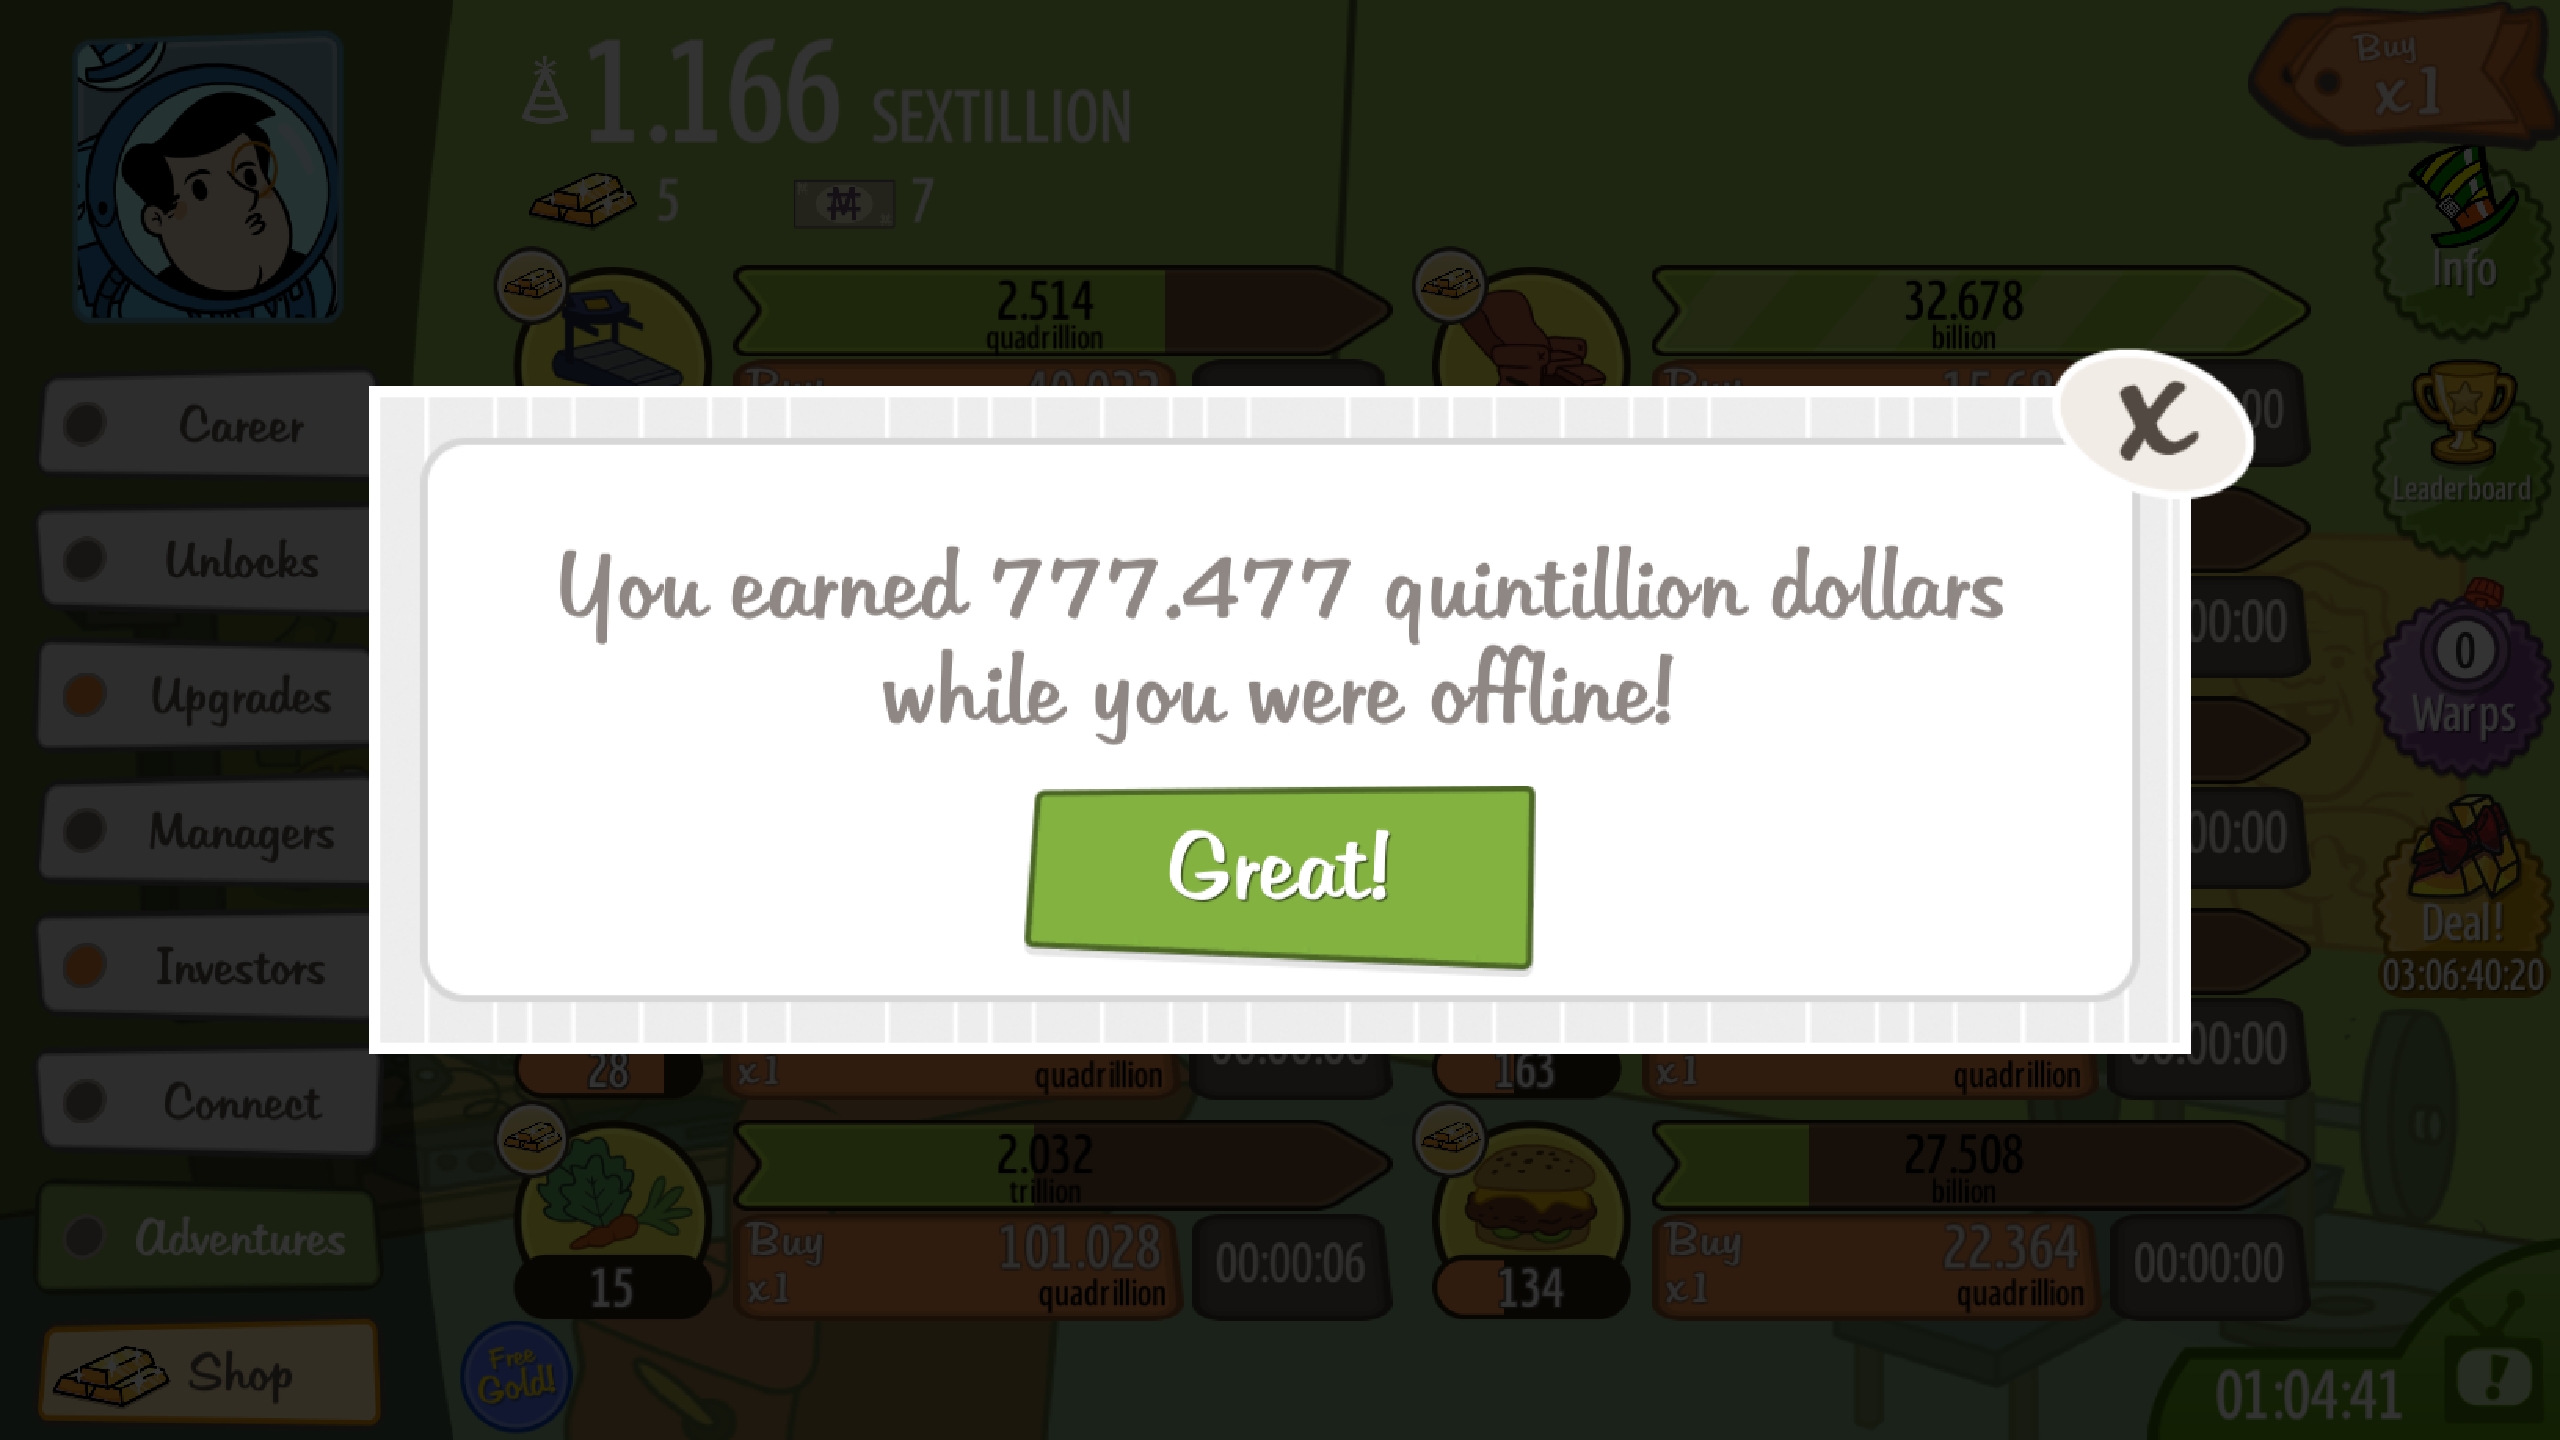 1.166 SEXTILLION
5
7
Buy
x1
Info
Leaderboard
0
Warps
Deal!
03:06:40:20
Career
Unlocks
Upgrades
Managers
Investors
Connect
Adventures
Shop
2.514
quadrillion
Buy
32.678
billion
Buy
X
You earned 777.477 quintillion dollars
while you were offline!
Great!
28
x1
quadrillion
163
x1
quadrillion
2.032
trillion
15
Buy
x1
101.028
quadrillion
00:00:06
27.508
billion
134
Buy
x1
22.364
quadrillion
00:00:00
Free
Gold!
01:04:41
!